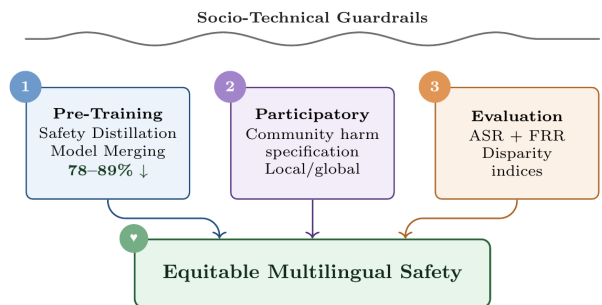 Socio-Technical Guardrails
1
Pre-Training
Safety Distillation
Model Merging
78–89% ↓
2
Participatory
Community harm
specification
Local/global
3
Evaluation
ASR + FRR
Disparity
indices
♥
Equitable Multilingual Safety